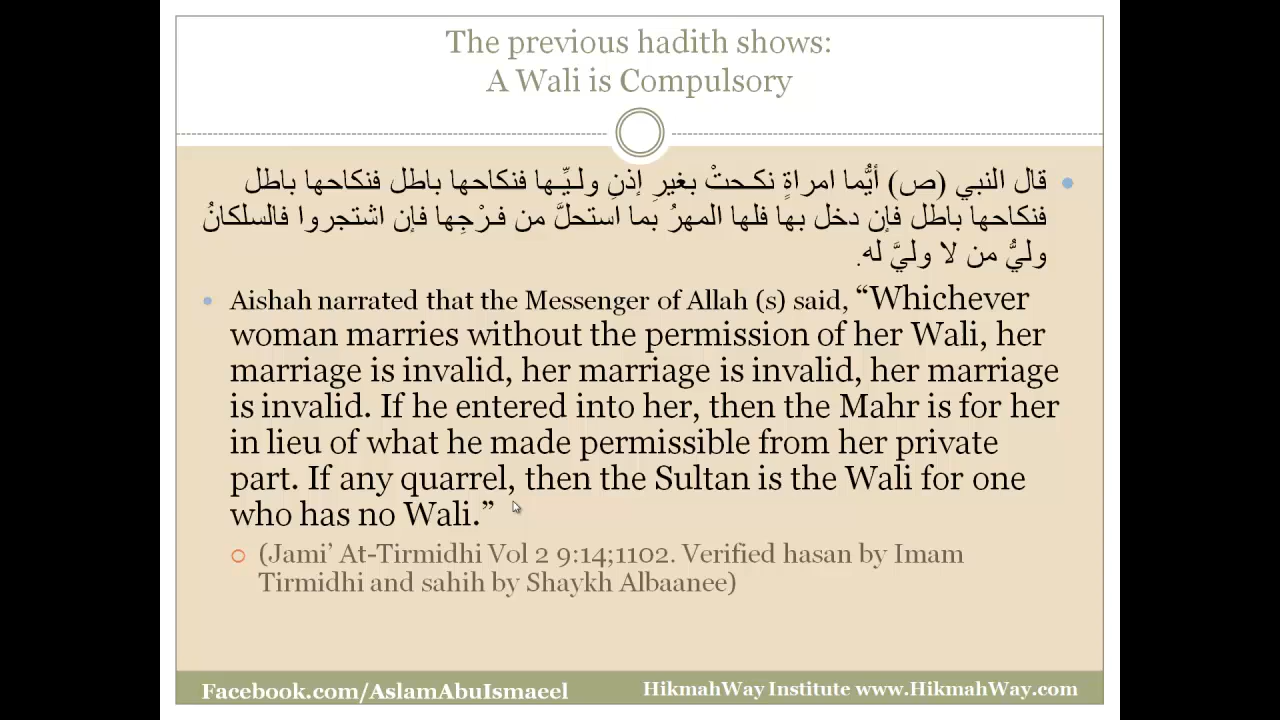 The previous hadith shows:
A Wali is Compulsory
قال النبي (ص) أيُّما امراةٍ نكـحتْ بغيرِ إذنِ ولـيِّـها فنكاحها باطل فنكاحها باطل
فنكاحها باطل فإن دخل بها فلها المهرُ بما استحلَّ من فـرْجِها فإن اشتجروا فالسلكانُ
وليُّ من لا وليَّ له.
Aishah narrated that the Messenger of Allah (s) said, “Whichever
woman marries without the permission of her Wali, her
marriage is invalid, her marriage is invalid, her marriage
is invalid. If he entered into her, then the Mahr is for her
in lieu of what he made permissible from her private
part. If any quarrel, then the Sultan is the Wali for one
who has no Wali.”
(Jami’ At-Tirmidhi Vol 2 9:14;1102. Verified hasan by Imam
Tirmidhi and sahih by Shaykh Albaanee)
Facebook.com/AslamAbuIsmaeel
HikmahWay Institute www.HikmahWay.com